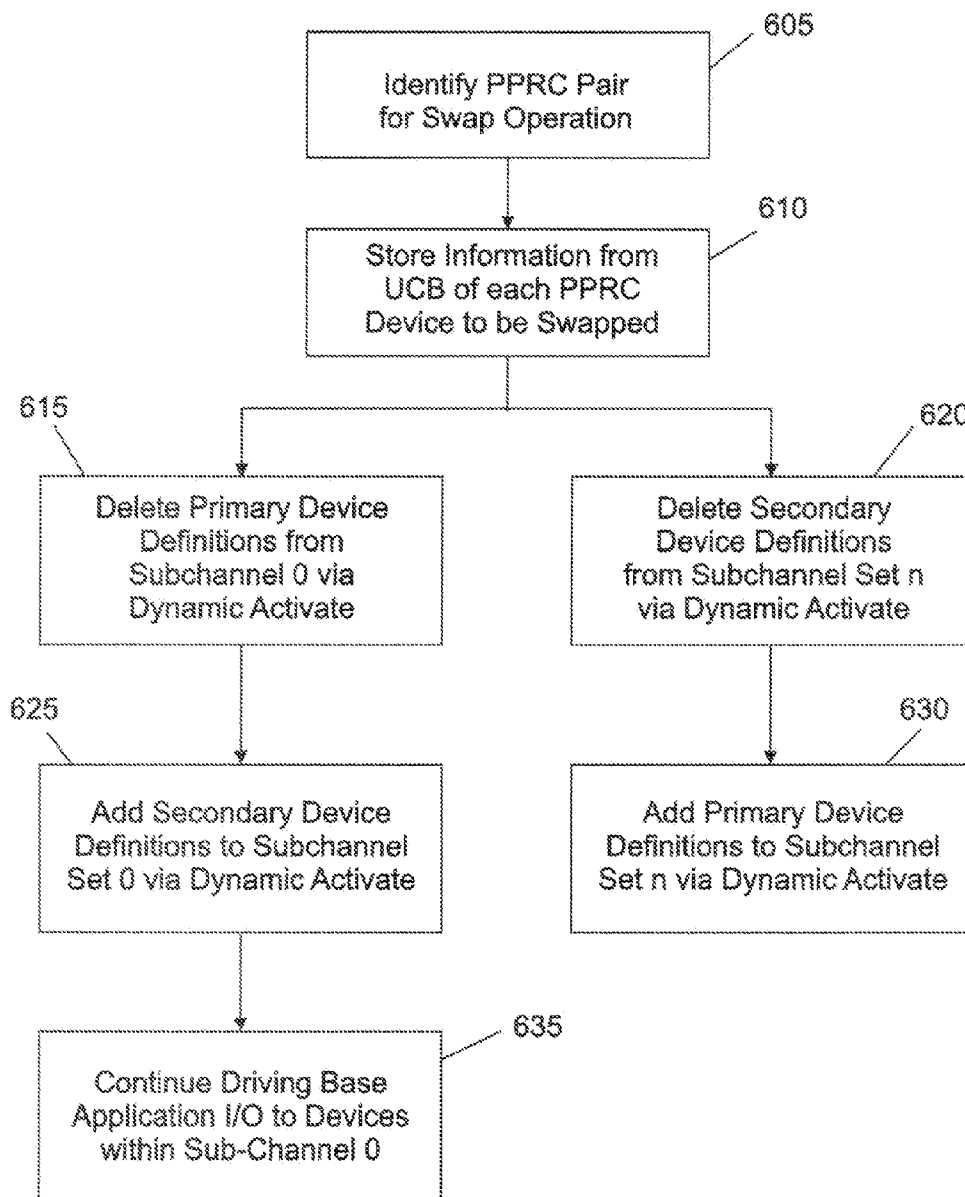 605
Identify PPRC Pair
for Swap Operation
610
Store Information from
UCB of each PPRC
Device to be Swapped
615
Delete Primary Device
Definitions from
Subchannel 0 via
Dynamic Activate
620
Delete Secondary
Device Definitions
from Subchannel Set n
via Dynamic Activate
625
Add Secondary Device
Definitions to Subchannel
Set 0 via Dynamic Activate
630
Add Primary Device
Definitions to Subchannel
Set n via Dynamic Activate
635
Continue Driving Base
Application I/O to Devices
within Sub-Channel 0